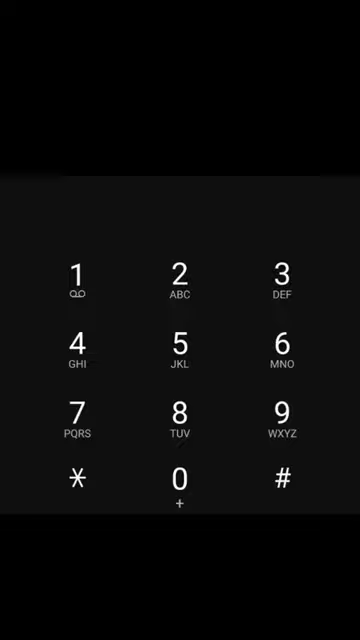 1 2 3
ABC DEF
4 5 6
GHI JKL MNO
7 8 9
PQRS TUV WXYZ
* 0 #
+